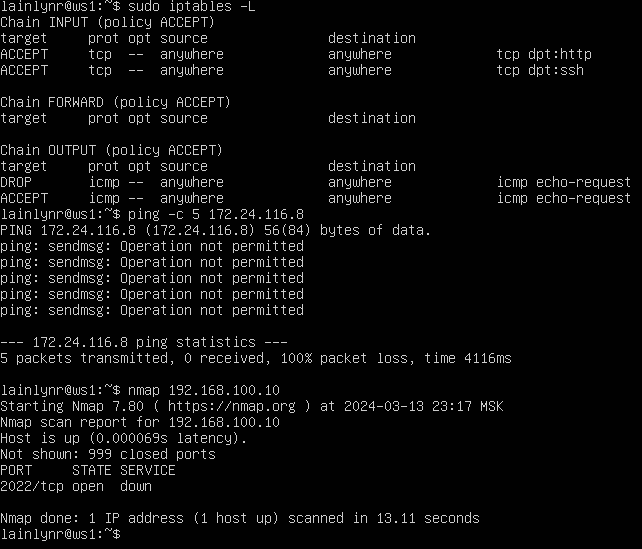 lainlynr@ws1:~$ sudo iptables -L
Chain INPUT (policy ACCEPT)
target     prot opt source               destination
ACCEPT     tcp  --  anywhere             anywhere             tcp dpt:http
ACCEPT     tcp  --  anywhere             anywhere             tcp dpt:ssh

Chain FORWARD (policy ACCEPT)
target     prot opt source               destination

Chain OUTPUT (policy ACCEPT)
target     prot opt source               destination
DROP       icmp --  anywhere             anywhere             icmp echo-request
ACCEPT     icmp --  anywhere             anywhere             icmp echo-request
lainlynr@ws1:~$ ping -c 5 172.24.116.8
PING 172.24.116.8 (172.24.116.8) 56(84) bytes of data.
ping: sendmsg: Operation not permitted
ping: sendmsg: Operation not permitted
ping: sendmsg: Operation not permitted
ping: sendmsg: Operation not permitted
ping: sendmsg: Operation not permitted

--- 172.24.116.8 ping statistics ---
5 packets transmitted, 0 received, 100% packet loss, time 4116ms

lainlynr@ws1:~$ nmap 192.168.100.10
Starting Nmap 7.80 ( https://nmap.org ) at 2024-03-13 23:17 MSK
Nmap scan report for 192.168.100.10
Host is up (0.000069s latency).
Not shown: 999 closed ports
PORT     STATE SERVICE
2022/tcp open  down

Nmap done: 1 IP address (1 host up) scanned in 13.11 seconds
lainlynr@ws1:~$